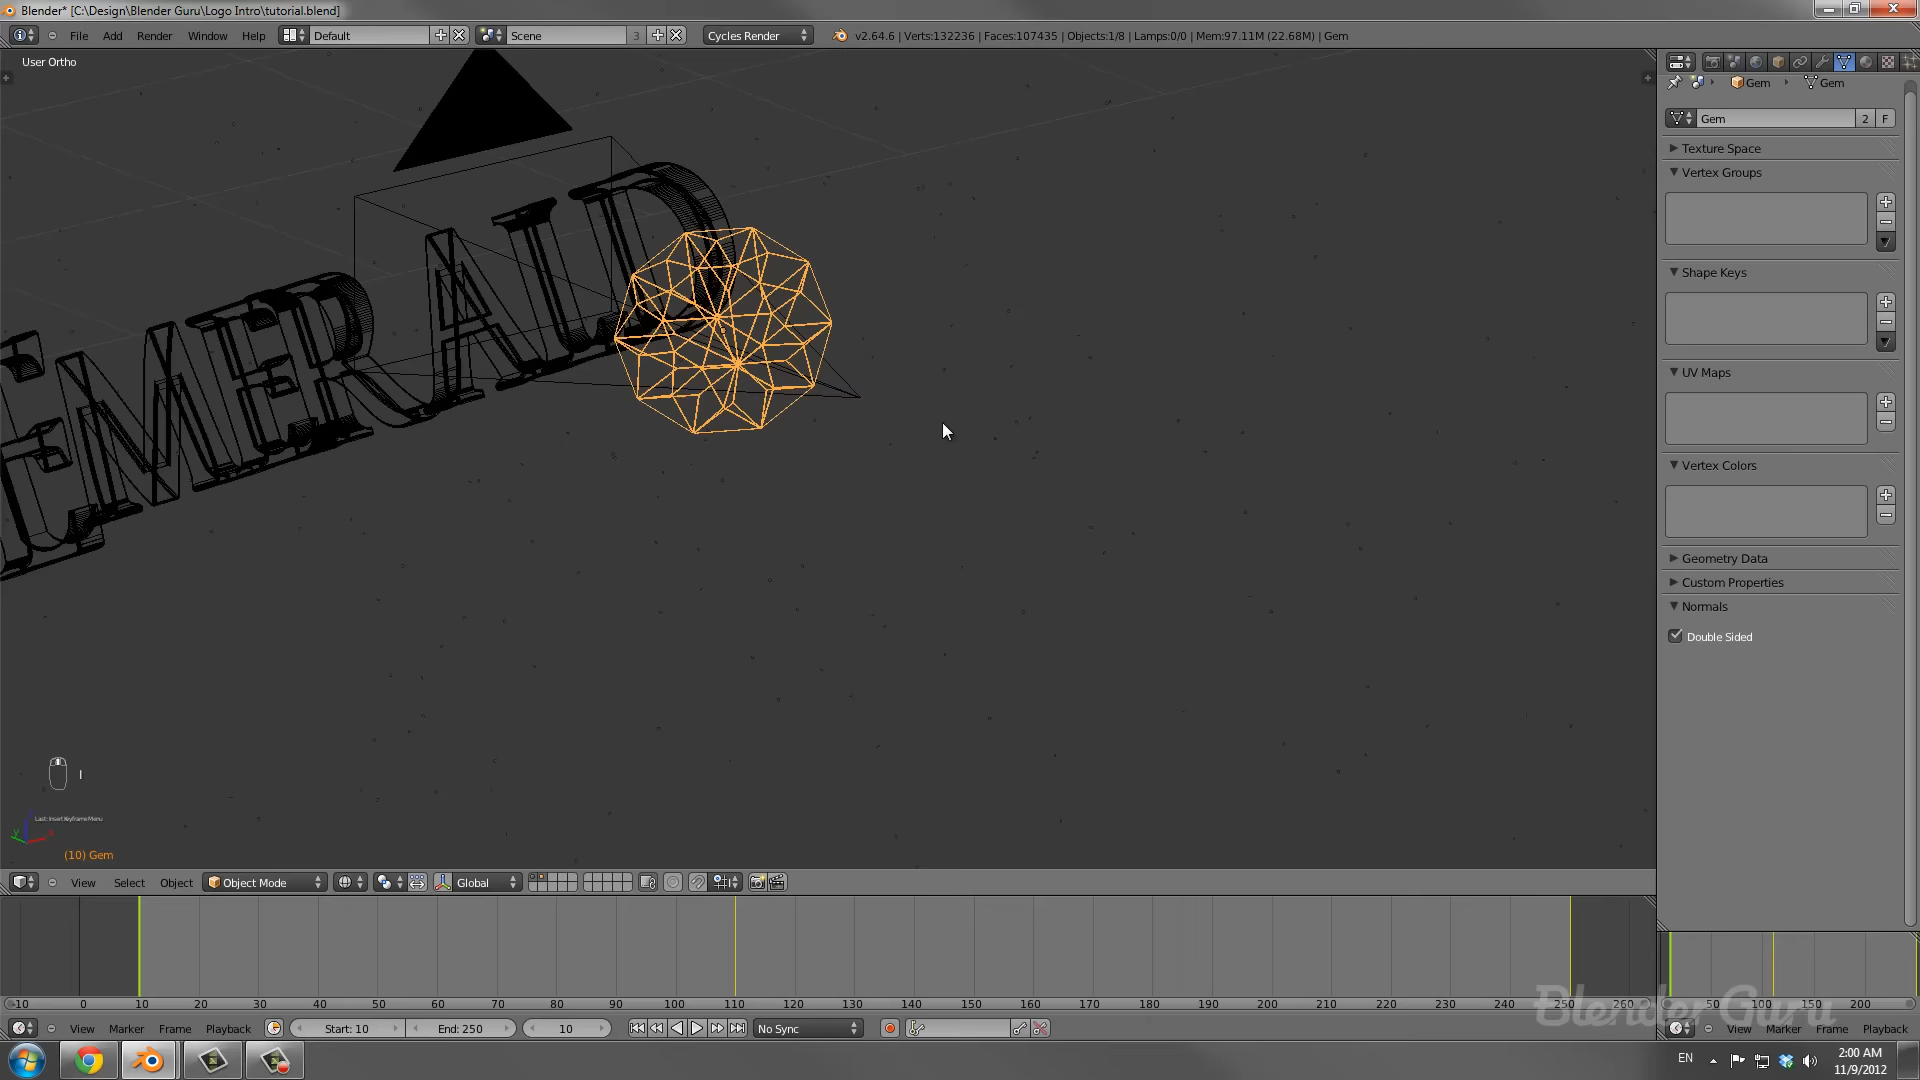 Blender* [C:\Design\Blender Guru\Logo Intro\tutorial.blend]
File Add Render Window Help Default Scene 3 Cycles Render v2.64.6 | Verts:132236 | Faces:107435 | Objects:1/8 | Lamps:0/0 | Mem:97.11M (22.68M) | Gem
User Ortho
Gem Gem
Gem 2 F
Texture Space
Vertex Groups
Shape Keys
UV Maps
Vertex Colors
Geometry Data
Custom Properties
Normals
Double Sided
EMERALD
I
Last: Insert Keyframe Menu
y x
(10) Gem
View Select Object Object Mode Global
-10 0 10 20 30 40 50 60 70 80 90 100 110 120 130 140 150 160 170 180 190 200 210 220 230 240 250 260 0 50 100 150 200
BlenderGuru
View Marker Frame Playback Start: 10 End: 250 10 No Sync View Marker Frame Playback
EN 2:00 AM
11/9/2012